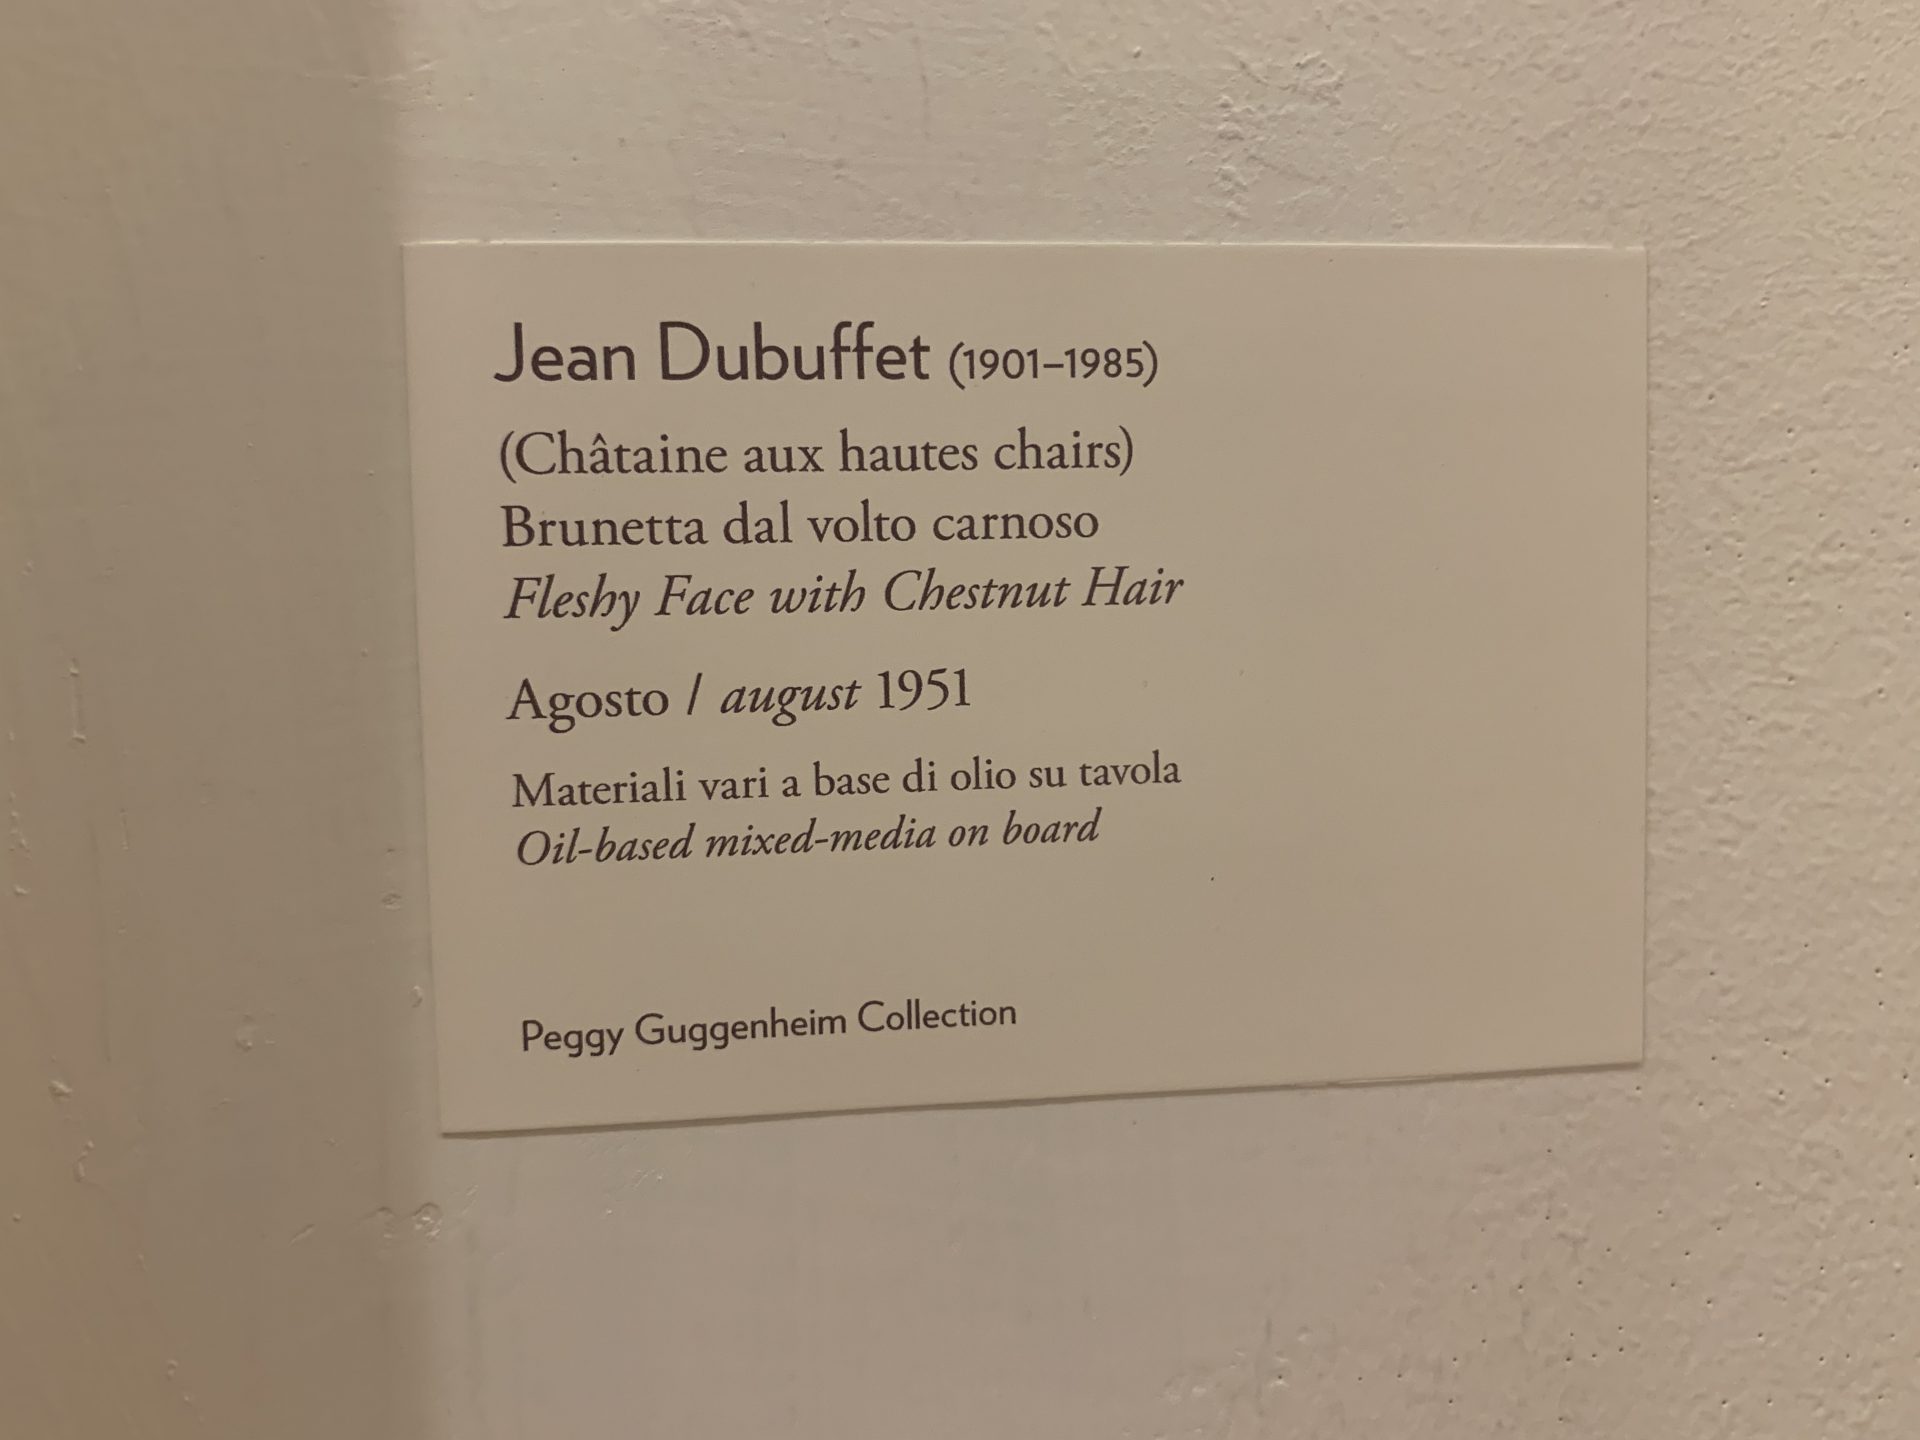 Jean Dubuffet (1901–1985)
(Châtaine aux hautes chairs)
Brunetta dal volto carnoso
Fleshy Face with Chestnut Hair
Agosto / august 1951
Materiali vari a base di olio su tavola
Oil-based mixed-media on board
Peggy Guggenheim Collection